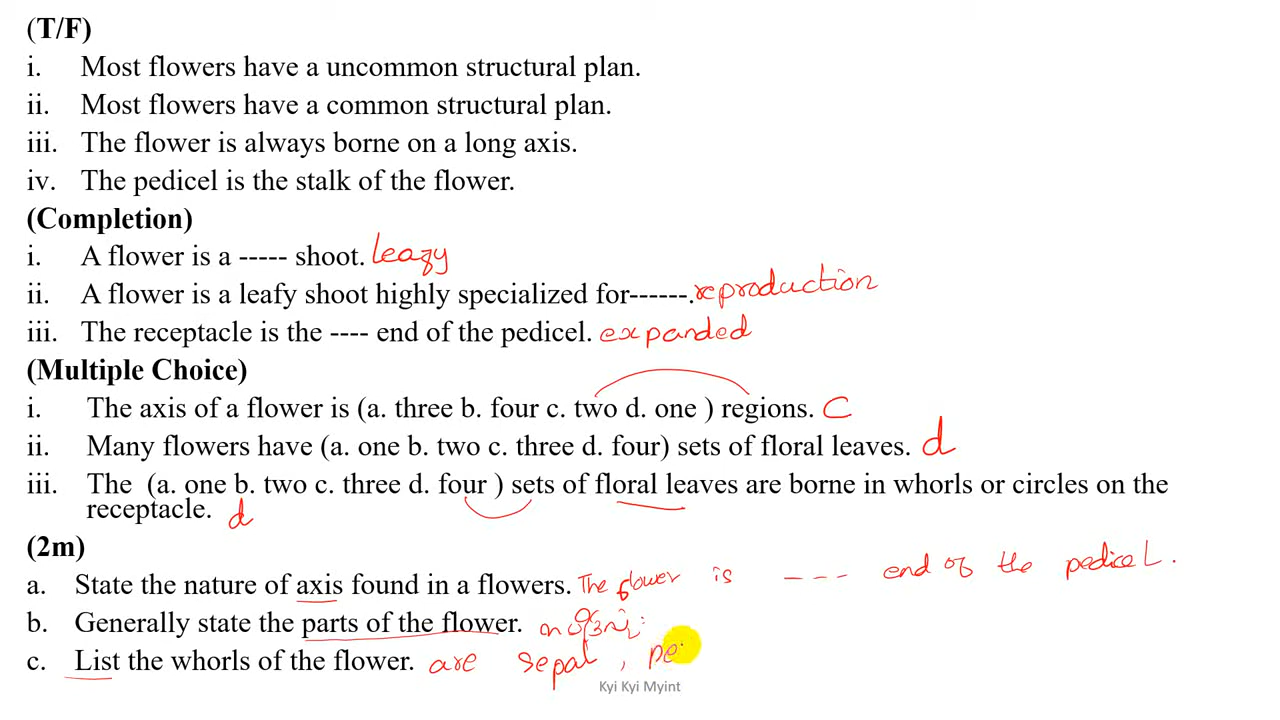 (T/F)
i. Most flowers have a uncommon structural plan.
ii. Most flowers have a common structural plan.
iii. The flower is always borne on a long axis.
iv. The pedicel is the stalk of the flower.
(Completion)
i. A flower is a ----- shoot. leafy
ii. A flower is a leafy shoot highly specialized for------. reproduction
iii. The receptacle is the ---- end of the pedicel. expanded
(Multiple Choice)
i. The axis of a flower is (a. three b. four c. two d. one ) regions. C
ii. Many flowers have (a. one b. two c. three d. four) sets of floral leaves. d
iii. The (a. one b. two c. three d. four ) sets of floral leaves are borne in whorls or circles on the
receptacle. d
(2m)
a. State the nature of axis found in a flowers. The flower is --- end of the pedicel.
b. Generally state the parts of the flower.
c. List the whorls of the flower. are sepal, pe
Kyi Kyi Myint